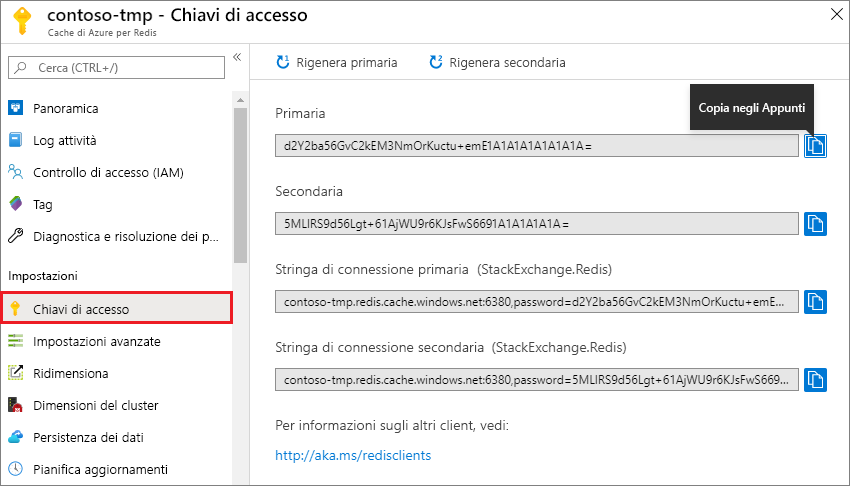 contoso-tmp - Chiavi di accesso
Cache di Azure per Redis
Cerca (CTRL+/)
Panoramica
Log attività
Controllo di accesso (IAM)
Tag
Diagnostica e risoluzione dei p...
Impostazioni
Chiavi di accesso
Impostazioni avanzate
Ridimensiona
Dimensioni del cluster
Persistenza dei dati
Pianifica aggiornamenti
Rigenera primaria
Rigenera secondaria
Copia negli Appunti
Primaria
d2Y2ba56GvC2kEM3NmOrKuctu+emE1A1A1A1A1A1A1A=
Secondaria
5MLIRS9d56Lgt+61AjWU9r6KJsFwS6691A1A1A1A1A=
Stringa di connessione primaria (StackExchange.Redis)
contoso-tmp.redis.cache.windows.net:6380,password=d2Y2ba56GvC2kEM3NmOrKuctu+emE...
Stringa di connessione secondaria (StackExchange.Redis)
contoso-tmp.redis.cache.windows.net:6380,password=5MLIRS9d56Lgt+61AjWU9r6KJsFwS669...
Per informazioni sugli altri client, vedi:
http://aka.ms/redisclients